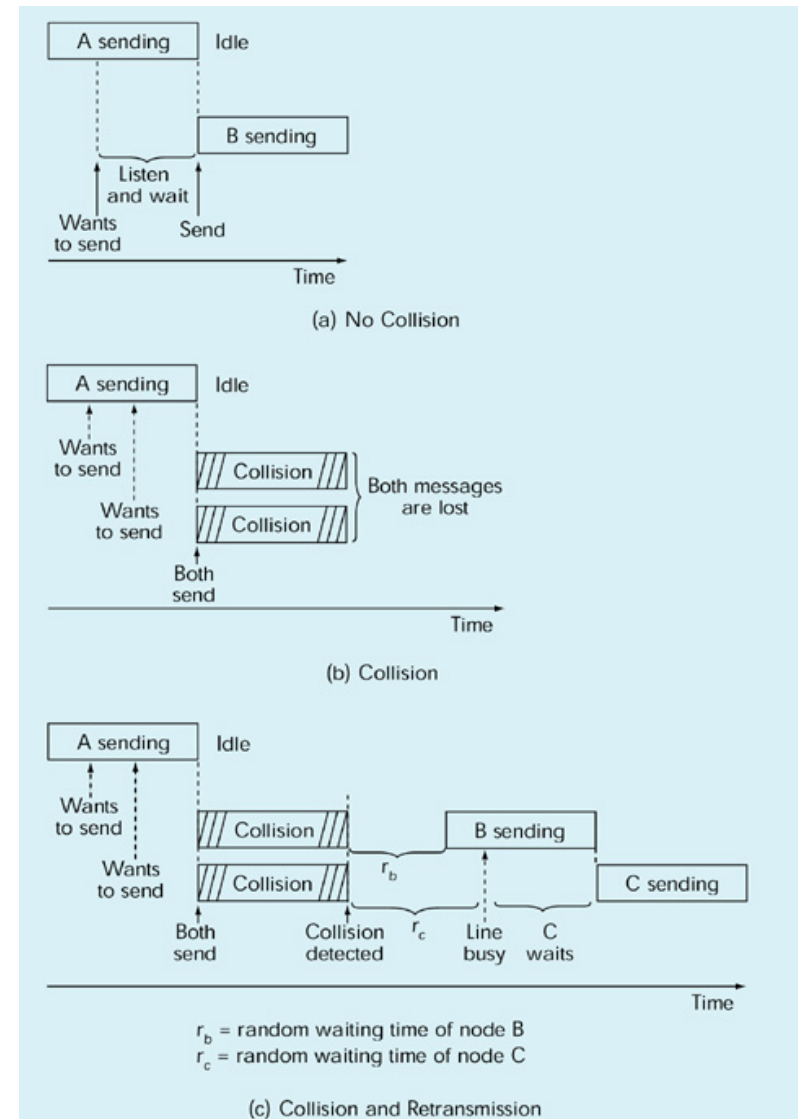 A sending Idle
B sending
Listen
and wait
Wants
to send
Send
Time
(a) No Collision
A sending Idle
Wants
to send
Wants
to send
Collision
Collision
Both messages
are lost
Both
send
Time
(b) Collision
A sending Idle
Wants
to send
Wants
to send
Collision
Collision
B sending
C sending
r_b
r_c
Both
send
Collision
detected
Line
busy
C
waits
Time
r_b = random waiting time of node B
r_c = random waiting time of node C
(c) Collision and Retransmission